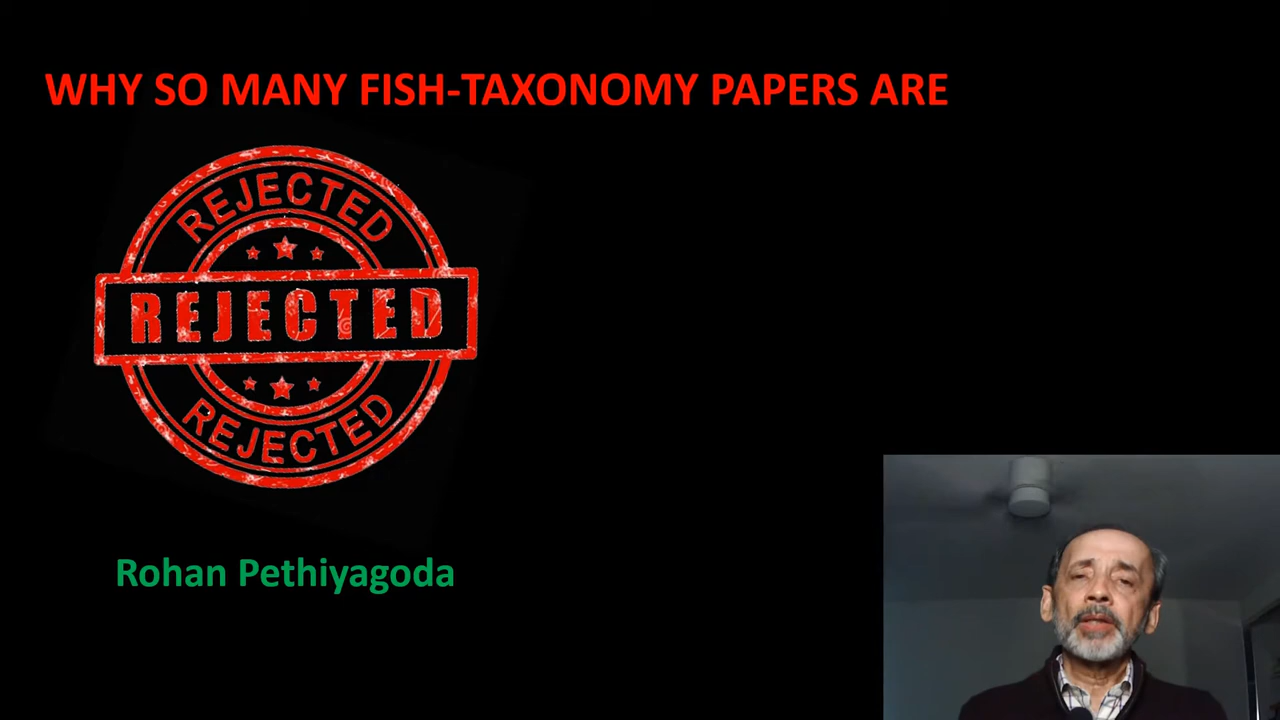 WHY SO MANY FISH-TAXONOMY PAPERS ARE
REJECTED
REJECTED
REJECTED
Rohan Pethiyagoda